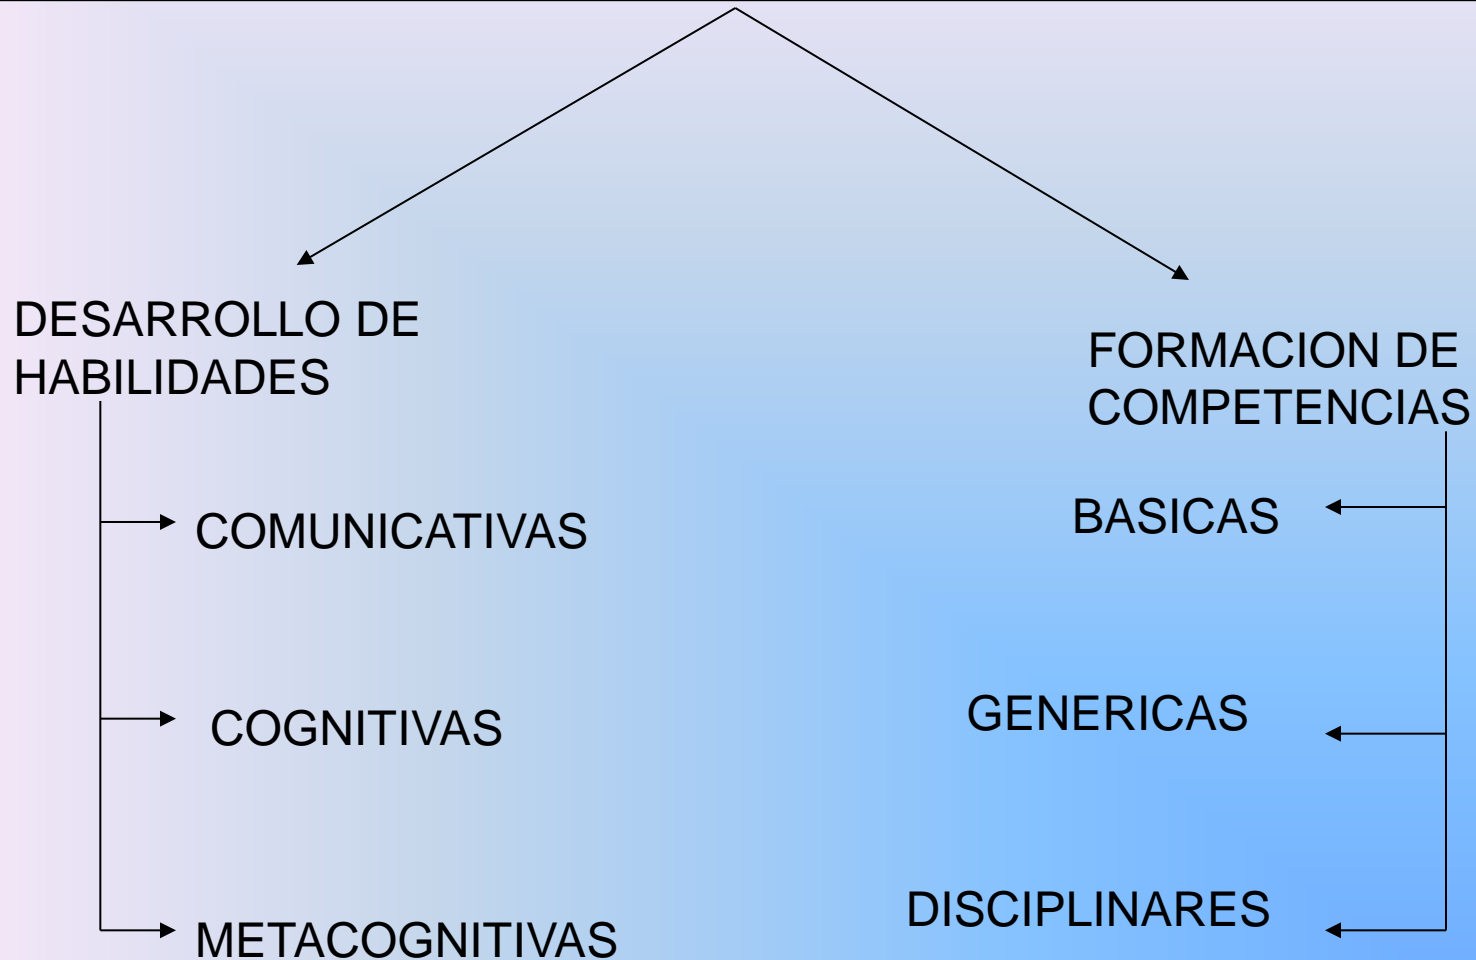 DESARROLLO DE
HABILIDADES
COMUNICATIVAS
COGNITIVAS
METACOGNITIVAS
FORMACION DE
COMPETENCIAS
BASICAS
GENERICAS
DISCIPLINARES